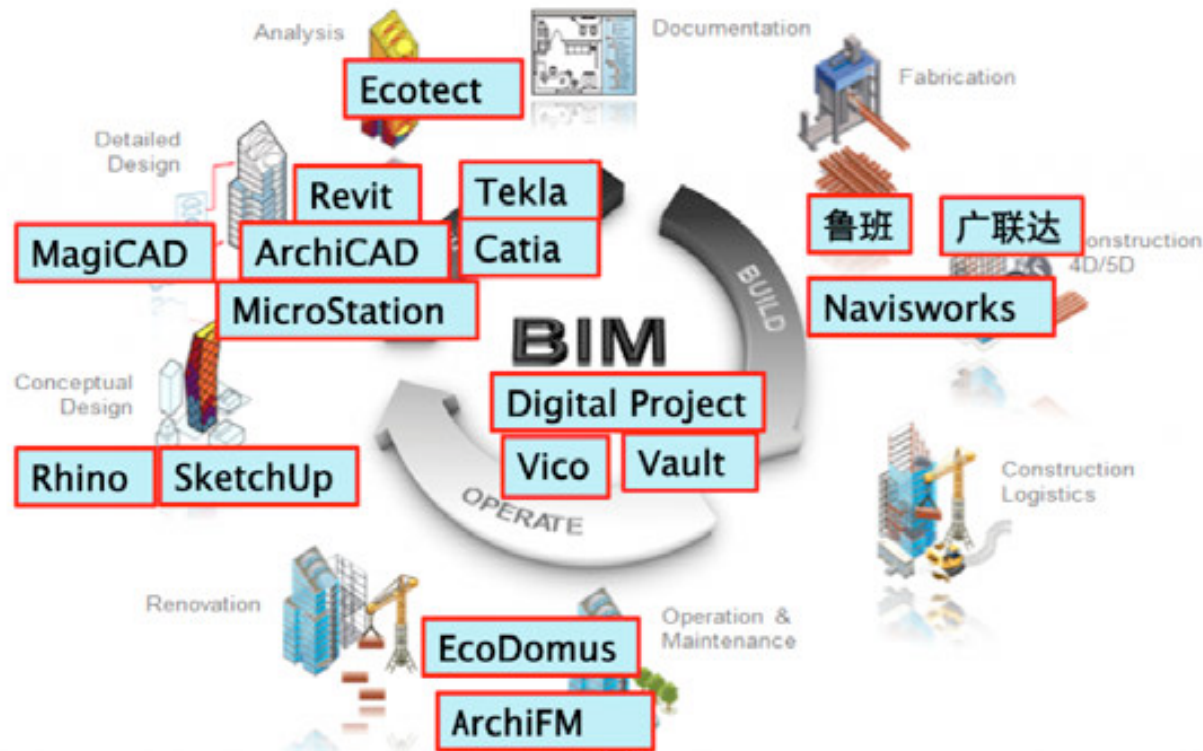 Analysis
Documentation
Ecotect
Fabrication
Detailed
Design
Revit
Tekla
鲁班
广联达
MagiCAD
ArchiCAD
Catia
Construction
4D/5D
MicroStation
BUILD
Navisworks
BIM
Conceptual
Design
Digital Project
Rhino
SketchUp
Vico
Vault
Construction
Logistics
OPERATE
Renovation
Operation &
Maintenance
EcoDomus
ArchiFM